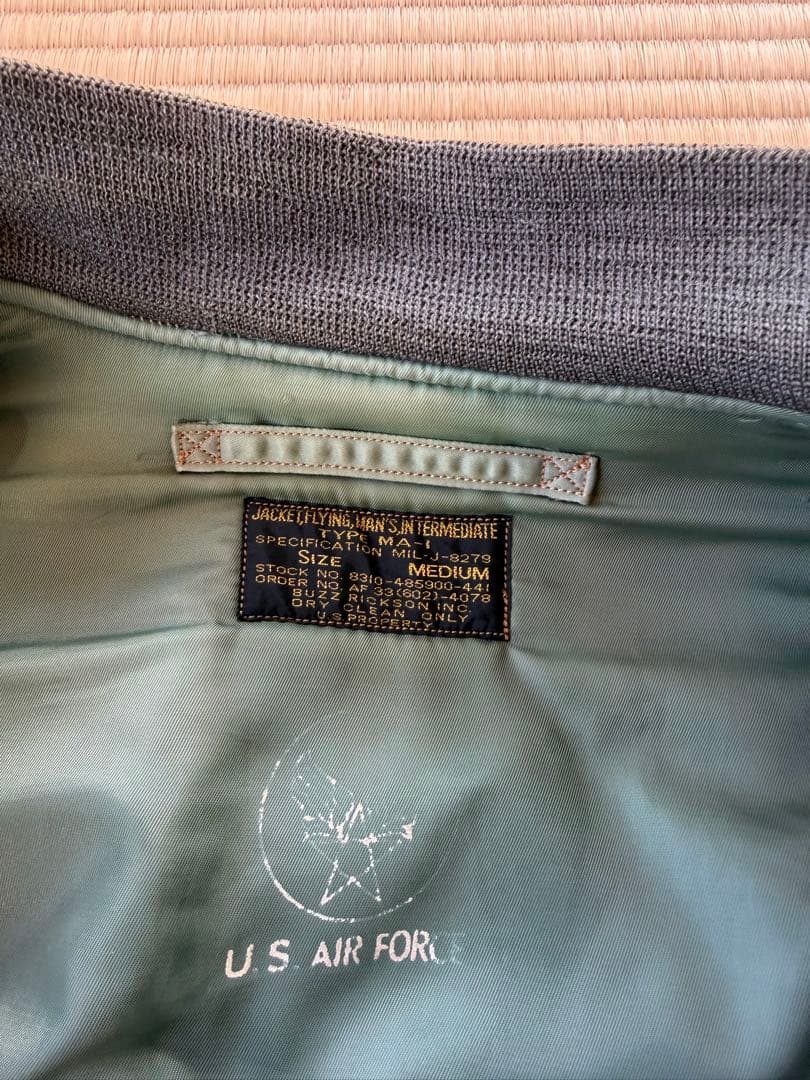 JACKET, FLYING, MAN'S, INTERMEDIATE
TYPE MA-1
SPECIFICATION MIL-J-8279
SIZE MEDIUM
STOCK NO. 8310-485900-441
ORDER NO. AF 33(602)-4078
BUZZ RICKSON INC.
DRY CLEAN ONLY
U.S. PROPERTY
U.S. AIR FORC